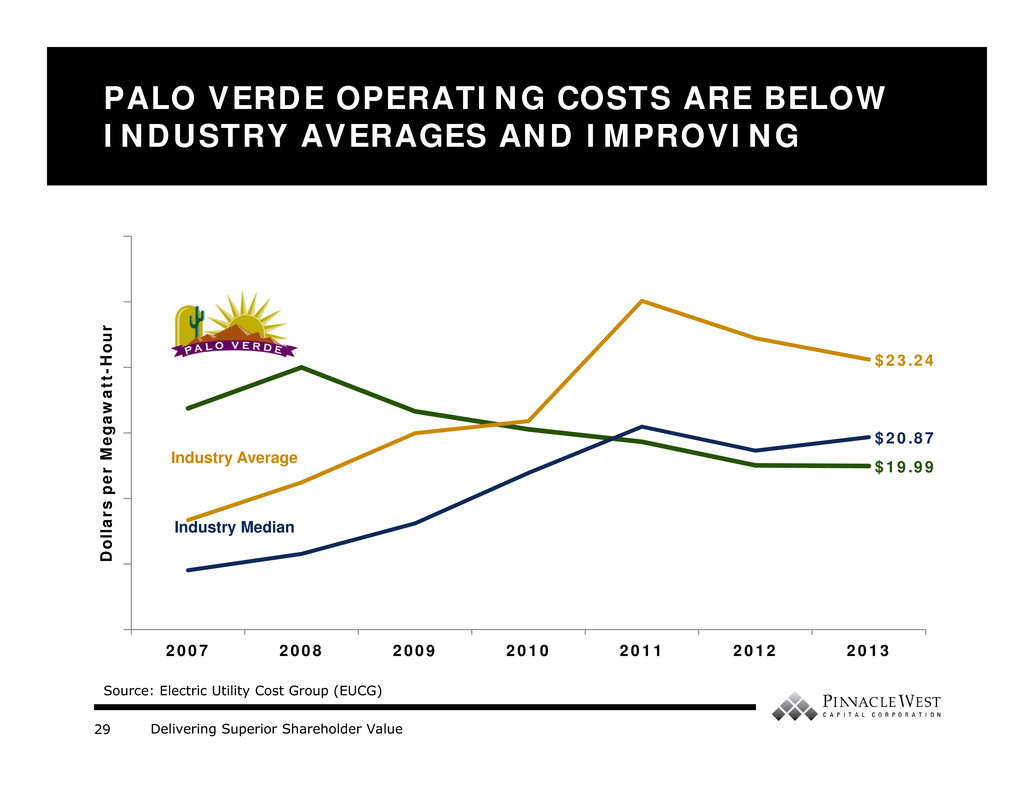 PALO VERDE OPERATING COSTS ARE BELOW
INDUSTRY AVERAGES AND IMPROVING
Dollars per Megawatt-Hour
PALO VERDE
$23.24
$20.87
Industry Average
$19.99
Industry Median
2007 2008 2009 2010 2011 2012 2013
Source: Electric Utility Cost Group (EUCG)
PINNACLE WEST
CAPITAL CORPORATION
29 Delivering Superior Shareholder Value